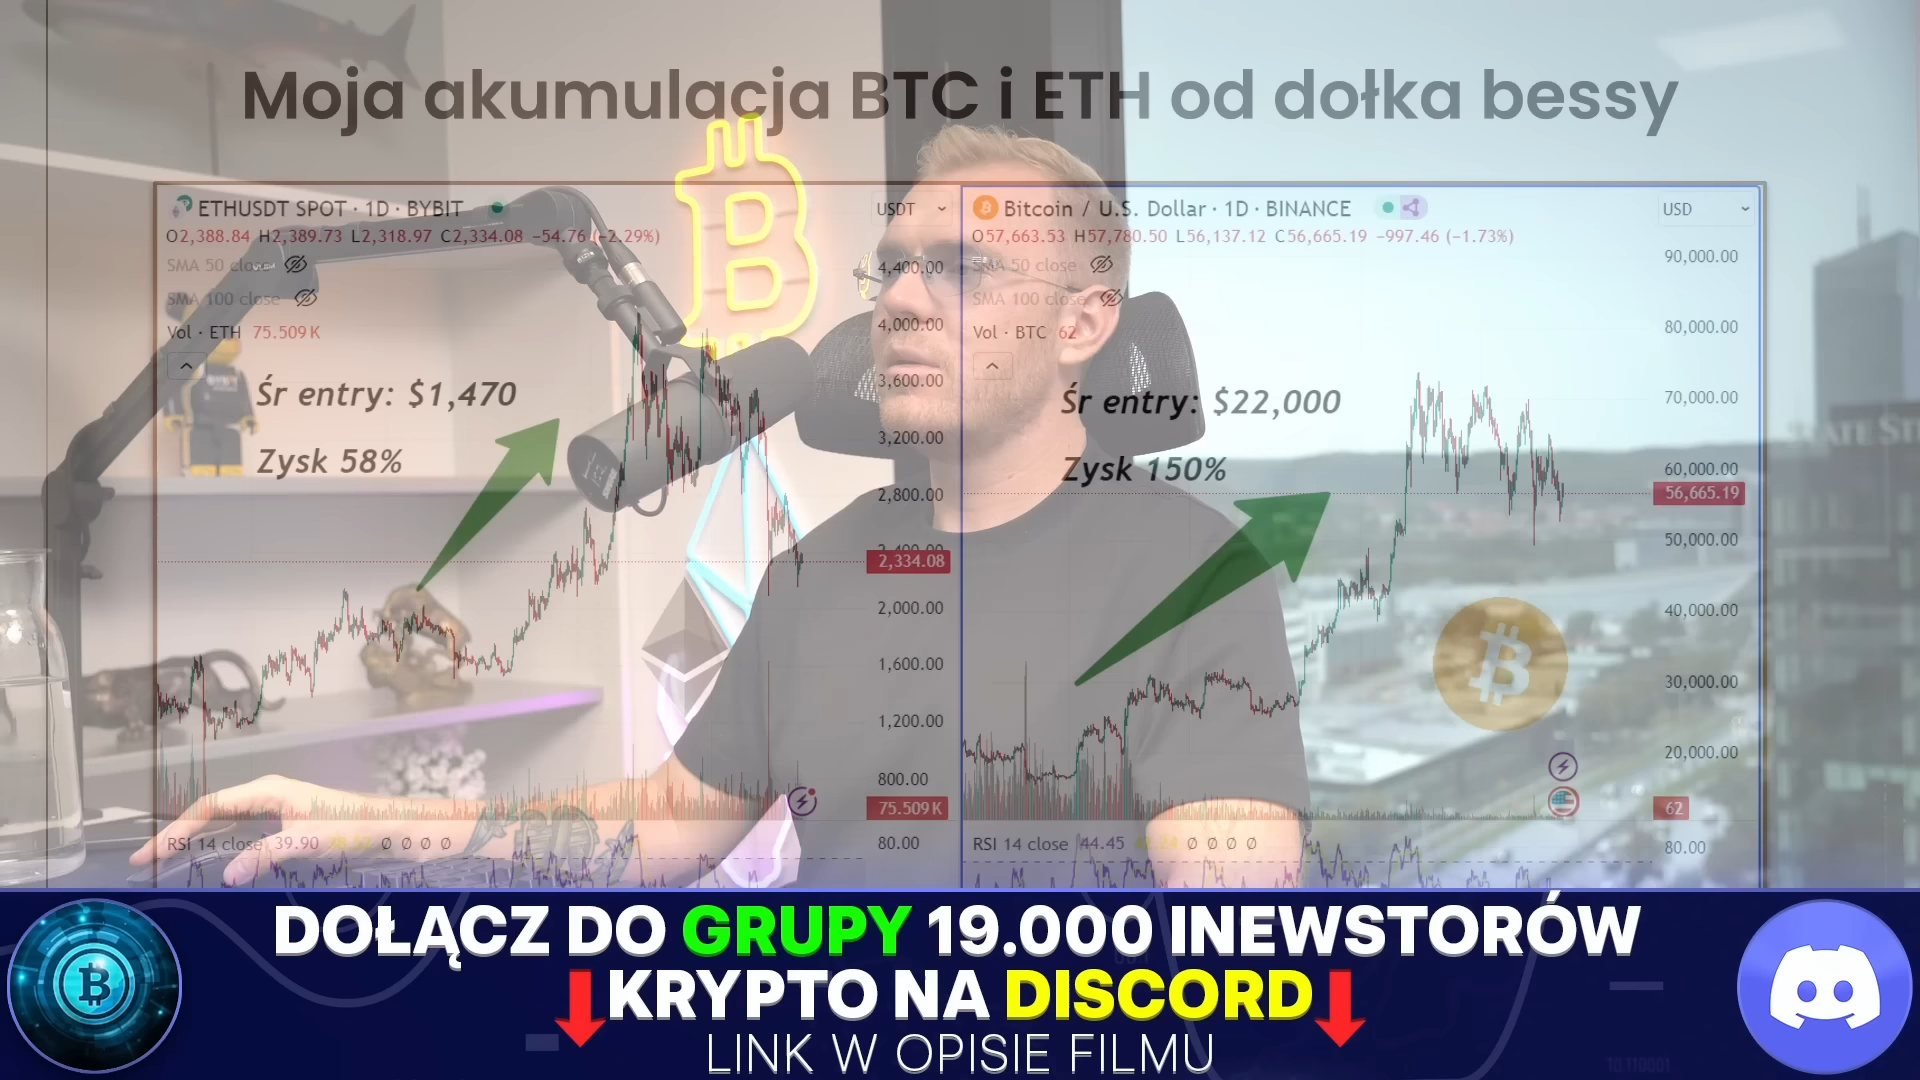 Moja akumulacja BTC i ETH od dołka bessy
ETHUSDT SPOT · 1D · BYBIT
USDT
O2,388.84 H2,389.73 L2,318.97 C2,334.08 −54.76 (−2.29%)
SMA 50 close
SMA 100 close
Vol · ETH 75.509 K
Śr entry: $1,470
Zysk 58%
4,400.00
4,000.00
3,600.00
3,200.00
2,800.00
2,400.00
2,334.08
2,000.00
1,600.00
1,200.00
800.00
75.509 K
RSI 14 close 39.90 Ø Ø Ø Ø
80.00
Bitcoin / U.S. Dollar · 1D · BINANCE
USD
O57,663.53 H57,780.50 L56,137.12 C56,665.19 −997.46 (−1.73%)
SMA 50 close
SMA 100 close
Vol · BTC 62
Śr entry: $22,000
Zysk 150%
90,000.00
80,000.00
70,000.00
60,000.00
56,665.19
50,000.00
40,000.00
30,000.00
20,000.00
62
RSI 14 close 44.45 Ø Ø Ø Ø
80.00
DOŁĄCZ DO GRUPY 19.000 INEWSTORÓW
KRYPTO NA DISCORD
LINK W OPISIE FILMU